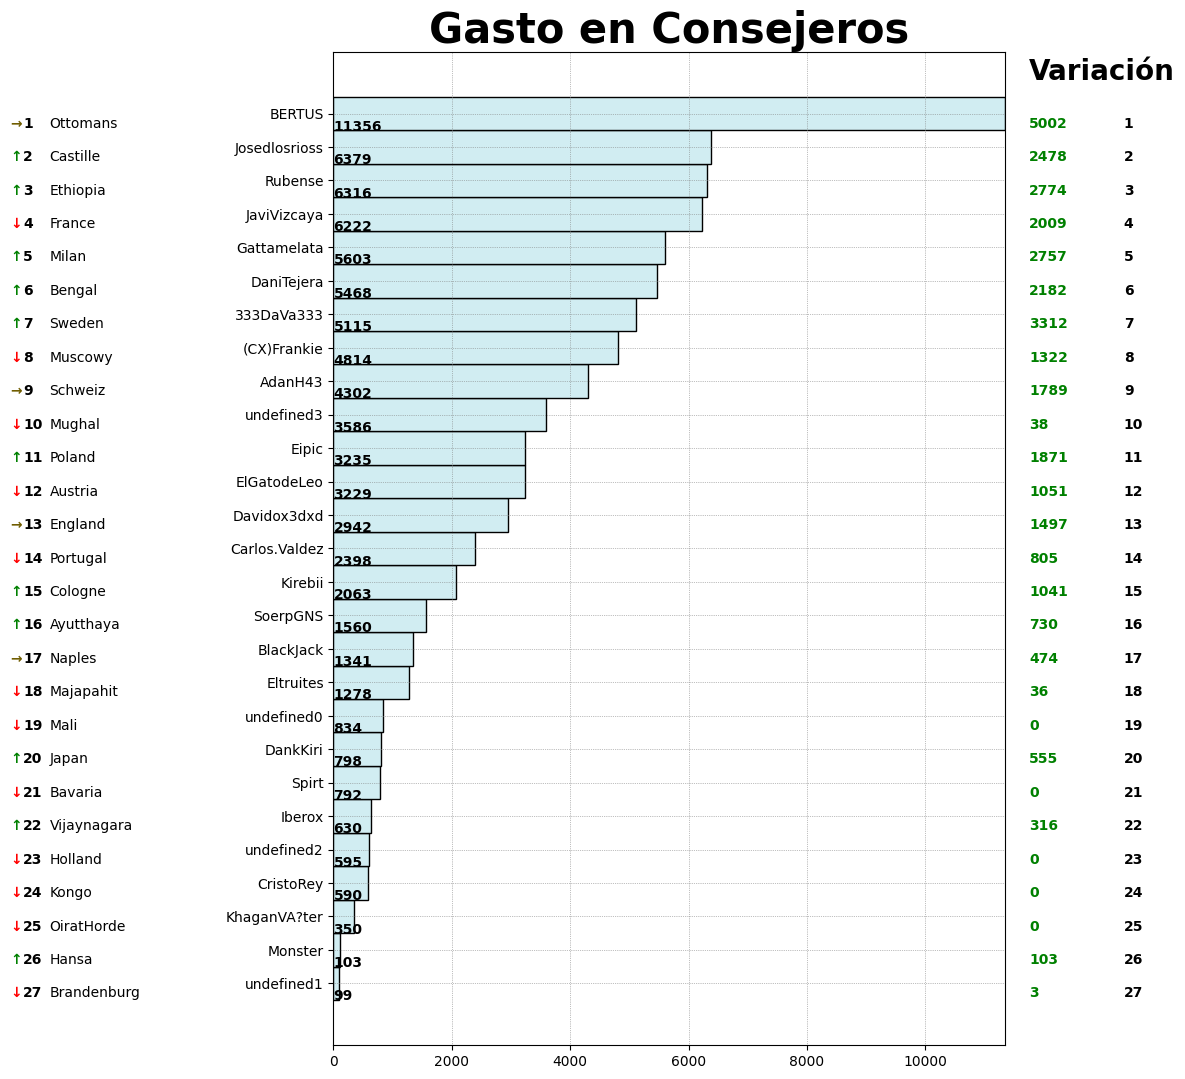 Gasto en Consejeros
Variación
→1 Ottomans BERTUS 11356 5002 1
↑2 Castille Josedlosrioss 6379 2478 2
↑3 Ethiopia Rubense 6316 2774 3
↓4 France JaviVizcaya 6222 2009 4
↑5 Milan Gattamelata 5603 2757 5
↑6 Bengal DaniTejera 5468 2182 6
↑7 Sweden 333DaVa333 5115 3312 7
↓8 Muscowy (CX)Frankie 4814 1322 8
→9 Schweiz AdanH43 4302 1789 9
↓10 Mughal undefined3 3586 38 10
↑11 Poland Eipic 3235 1871 11
↓12 Austria ElGatodeLeo 3229 1051 12
→13 England Davidox3dxd 2942 1497 13
↓14 Portugal Carlos.Valdez 2398 805 14
↑15 Cologne Kirebii 2063 1041 15
↑16 Ayutthaya SoerpGNS 1560 730 16
→17 Naples BlackJack 1341 474 17
↓18 Majapahit Eltruites 1278 36 18
↓19 Mali undefined0 834 0 19
↑20 Japan DankKiri 798 555 20
↓21 Bavaria Spirt 792 0 21
↑22 Vijaynagara Iberox 630 316 22
↓23 Holland undefined2 595 0 23
↓24 Kongo CristoRey 590 0 24
↓25 OiratHorde KhaganVA?ter 350 0 25
↑26 Hansa Monster 103 103 26
↓27 Brandenburg undefined1 99 3 27
0 2000 4000 6000 8000 10000